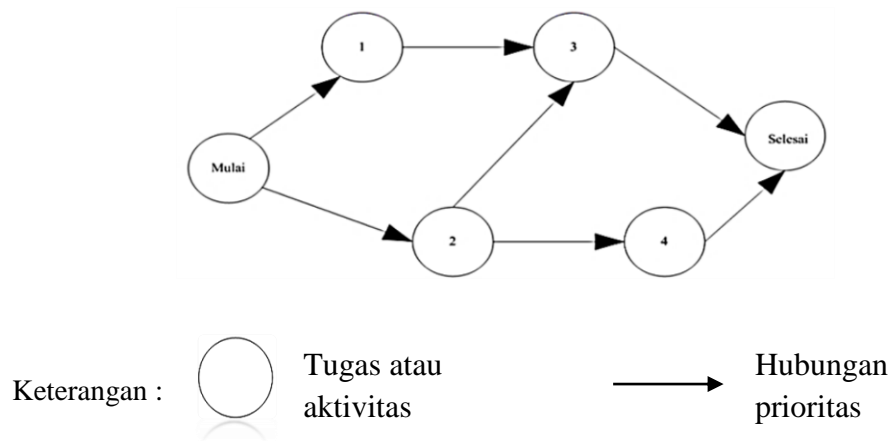 1
3
Mulai
Selesai
2
4
Keterangan :
Tugas atau
aktivitas
Hubungan
prioritas